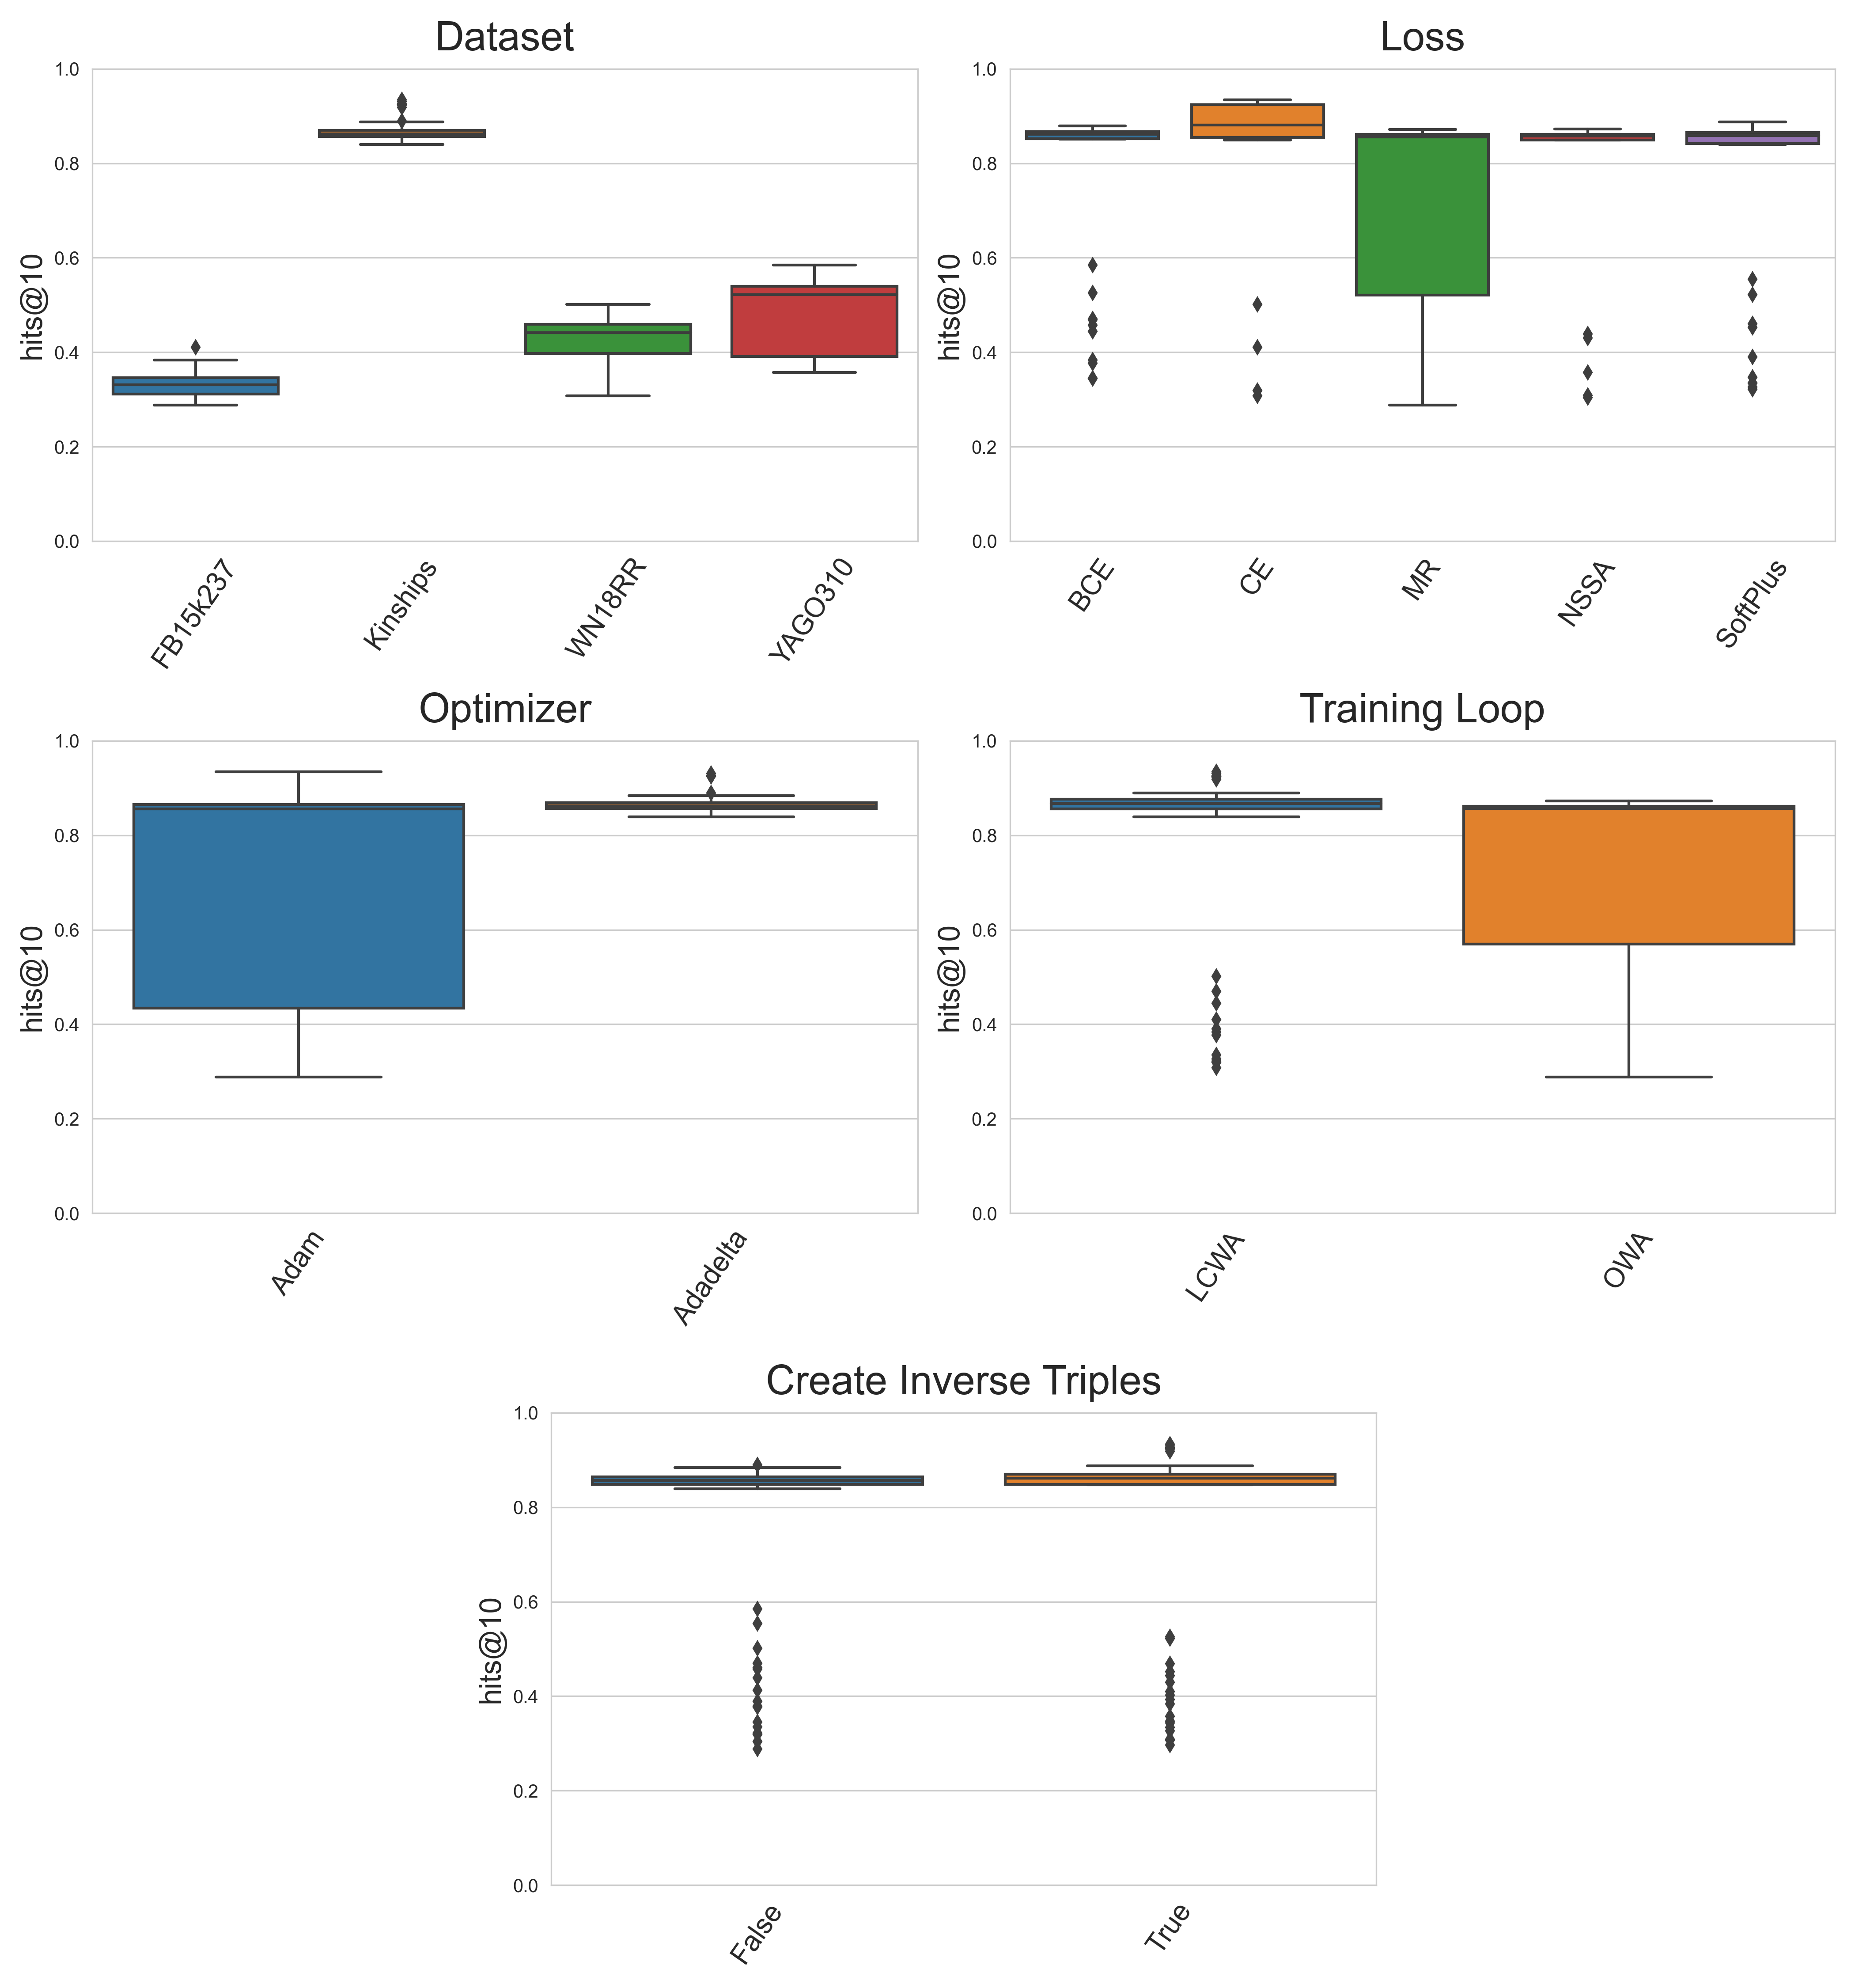 Dataset
hits@10
1.0
0.8
0.6
0.4
0.2
0.0
FB15k237
Kinships
WN18RR
YAGO310
Loss
hits@10
1.0
0.8
0.6
0.4
0.2
0.0
BCE
CE
MR
NSSA
SoftPlus
Optimizer
hits@10
1.0
0.8
0.6
0.4
0.2
0.0
Adam
Adadelta
Training Loop
hits@10
1.0
0.8
0.6
0.4
0.2
0.0
LCWA
OWA
Create Inverse Triples
hits@10
1.0
0.8
0.6
0.4
0.2
0.0
False
True